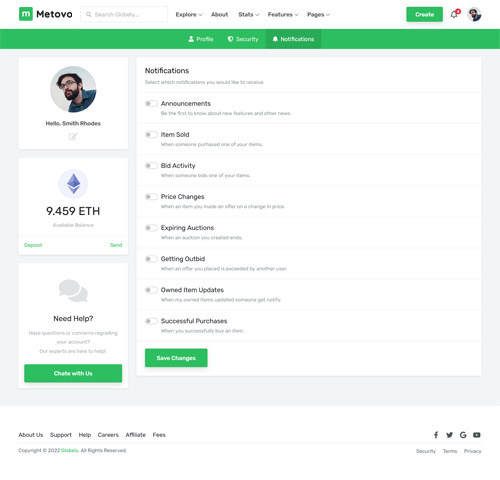 m Metovo Search Globely... Explore About Stats Features Pages Create
Profile Security Notifications
Hello, Smith Rhodes
9.459 ETH
Available Balance
Deposit Send
Need Help?
Have questions or concerns regrading
your account?
Our experts are here to help!.
Chate with Us
Notifications
Select which notifications you would like to receive.
Announcements
Be the first to know about new features and other news.
Item Sold
When someone purhased one of your items.
Bid Activity
When someone bids one of your items.
Price Changes
When an item you made an offer on a change in price.
Expiring Auctions
When an auction you created ends.
Getting Outbid
When an offer you placed is exceeded by another user.
Owned Item Updates
When my owned items updated someone get notify.
Successful Purchases
When you successfully buy an item.
Save Changes
About Us Support Help Careers Affiliate Fees
Copyright © 2022 Globely. All Rights Reserved. Security Terms Privacy